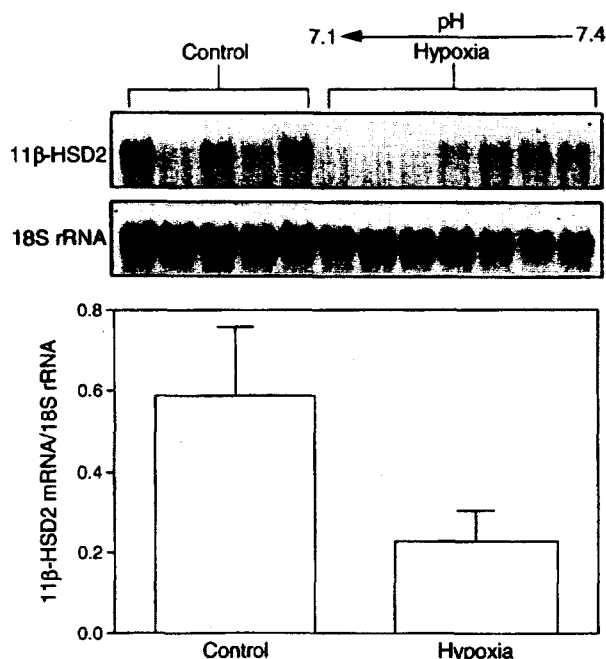 pH
7.1 7.4
Control Hypoxia
11β-HSD2
18S rRNA
11β-HSD2 mRNA/18S rRNA
0.8
0.6
0.4
0.2
0.0
Control Hypoxia